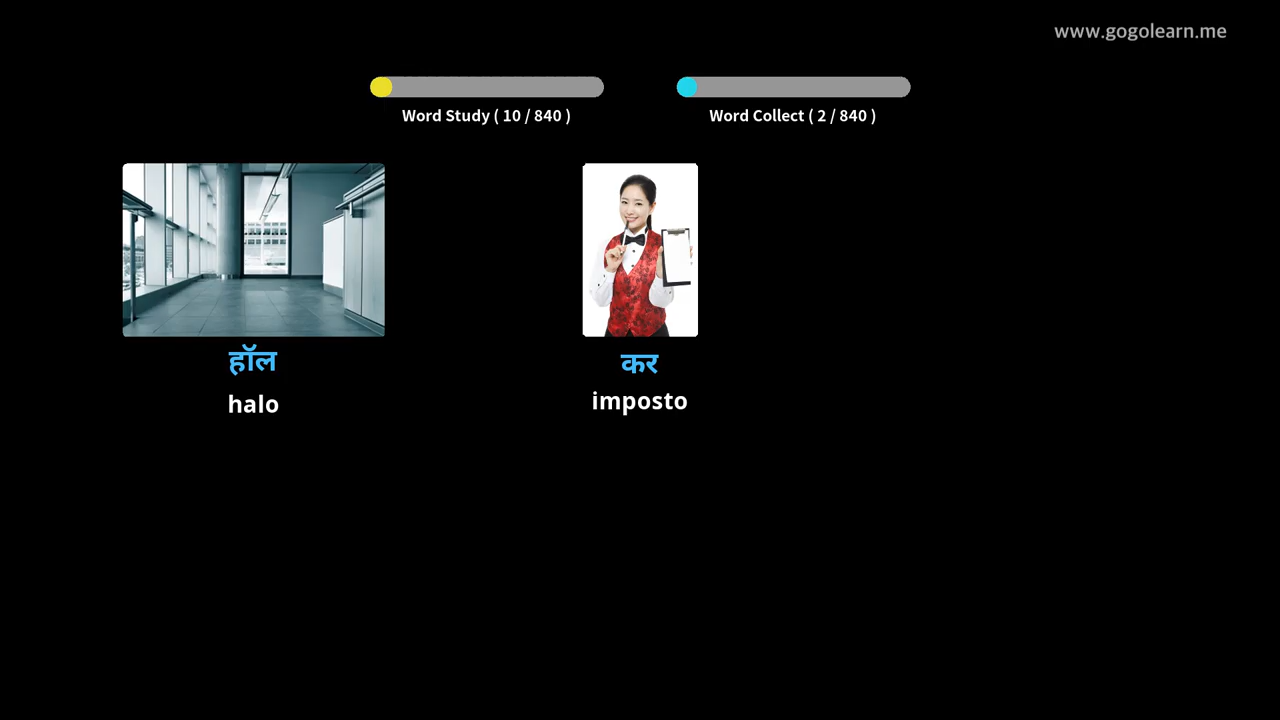 www.gogolearn.me
Word Study ( 10 / 840 )
Word Collect ( 2 / 840 )
हॉल
halo
कर
imposto